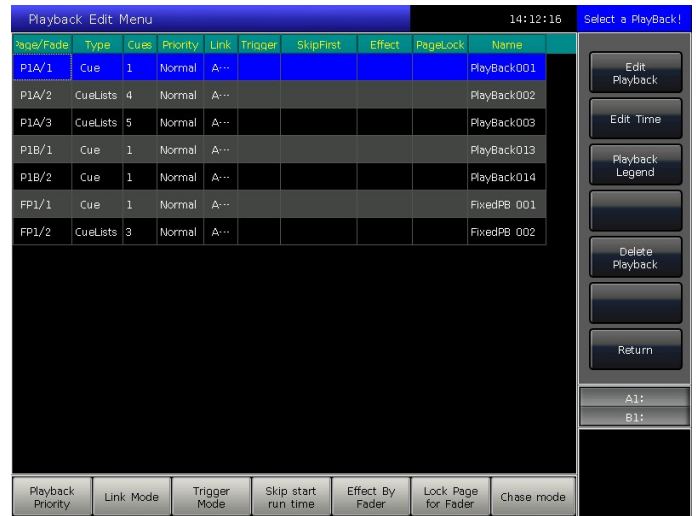 Playback Edit Menu 14:12:16 Select a PlayBack!
Page/Fade Type Cues Priority Link Trigger SkipFirst Effect PageLock Name
P1A/1 Cue 1 Normal A··· PlayBack001
P1A/2 CueLists 4 Normal A··· PlayBack002
P1A/3 CueLists 5 Normal A··· PlayBack003
P1B/1 Cue 1 Normal A··· PlayBack013
P1B/2 Cue 1 Normal A··· PlayBack014
FP1/1 Cue 1 Normal A··· FixedPB 001
FP1/2 CueLists 3 Normal A··· FixedPB 002
Edit
Playback
Edit Time
Playback
Legend
Delete
Playback
Return
A1:
B1:
Playback
Priority
Link Mode
Trigger
Mode
Skip start
run time
Effect By
Fader
Lock Page
for Fader
Chase mode